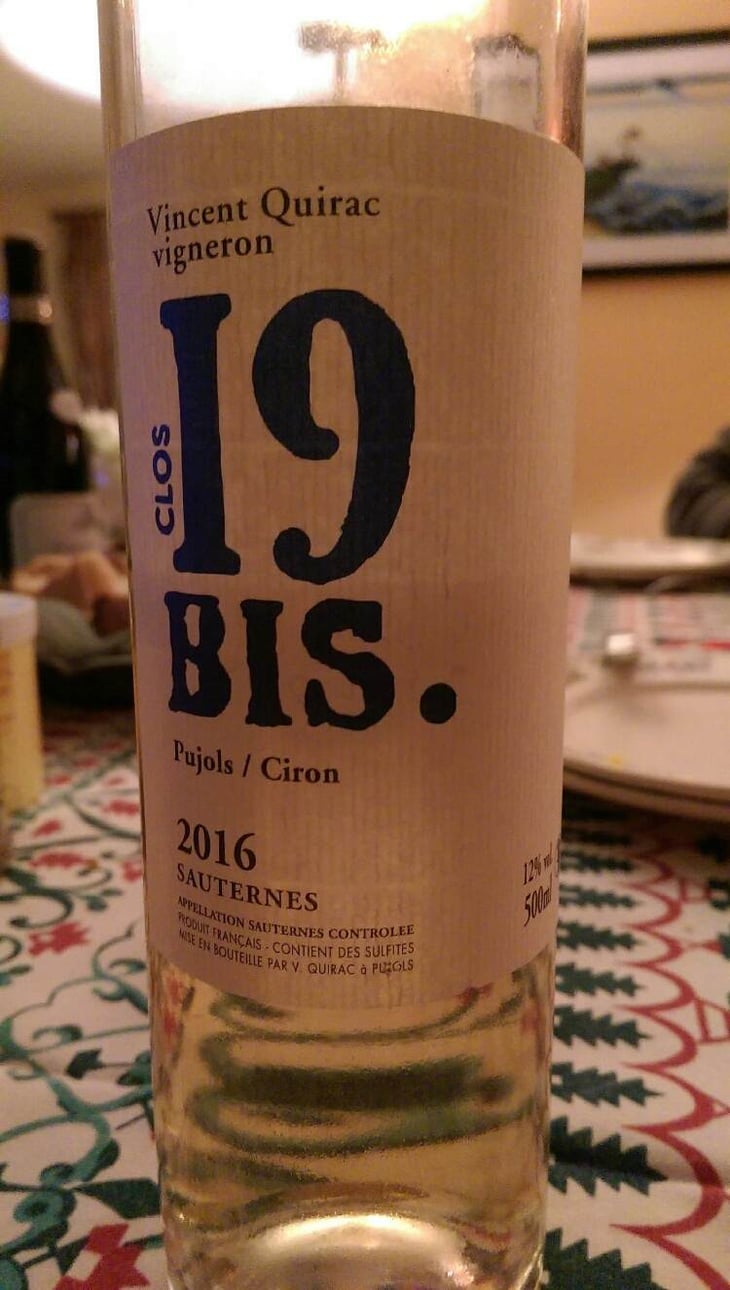 Vincent Quirac
vigneron
CLOS
19
BIS.
Pujols / Ciron
2016
SAUTERNES
APPELLATION SAUTERNES CONTROLEE
PRODUIT FRANÇAIS - CONTIENT DES SULFITES
MISE EN BOUTEILLE PAR V. QUIRAC à PUJOLS
12% vol.
500ml